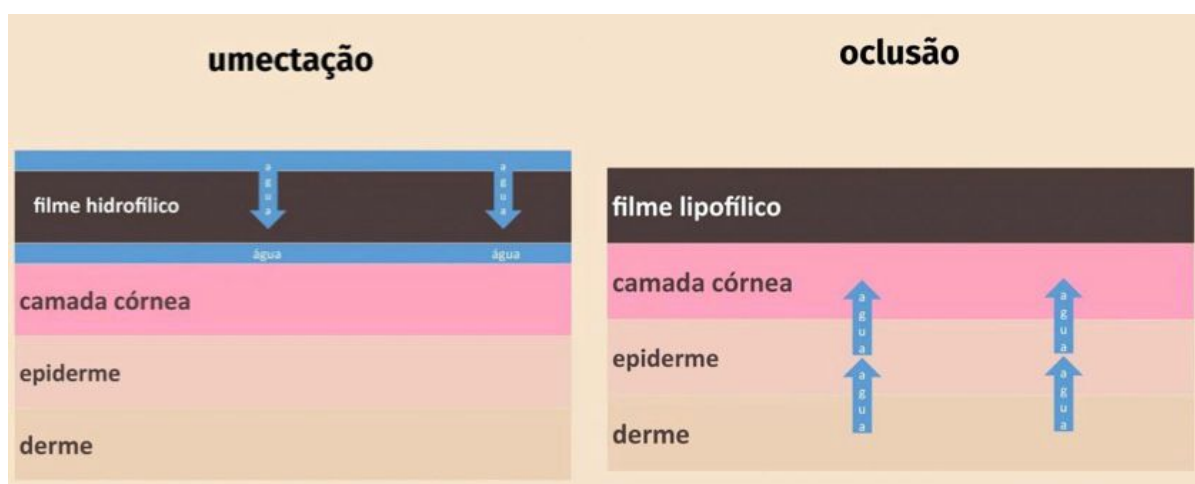 umectação
a
g
u
a
a
g
u
a
filme hidrofílico
água
água
camada córnea
epiderme
derme
oclusão
filme lipofílico
camada córnea
a
g
u
a
a
g
u
a
epiderme
a
g
u
a
a
g
u
a
derme